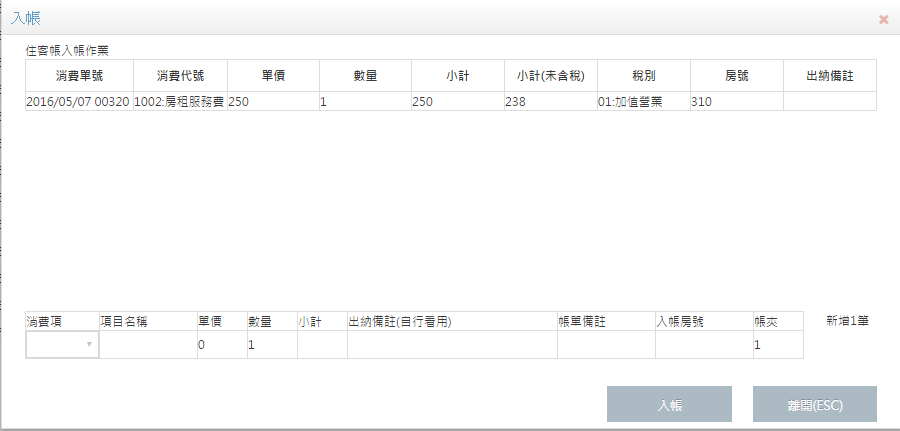 入帳
住客帳入帳作業
消費單號 消費代號 單價 數量 小計 小計(未含稅) 稅別 房號 出納備註
2016/05/07 00320 1002:房租服務費 250 1 250 238 01:加值營業 310
消費項 項目名稱 單價 數量 小計 出納備註(自行看用) 帳單備註 入帳房號 帳夾 新增1筆
0 1 1
入帳 離開(ESC)